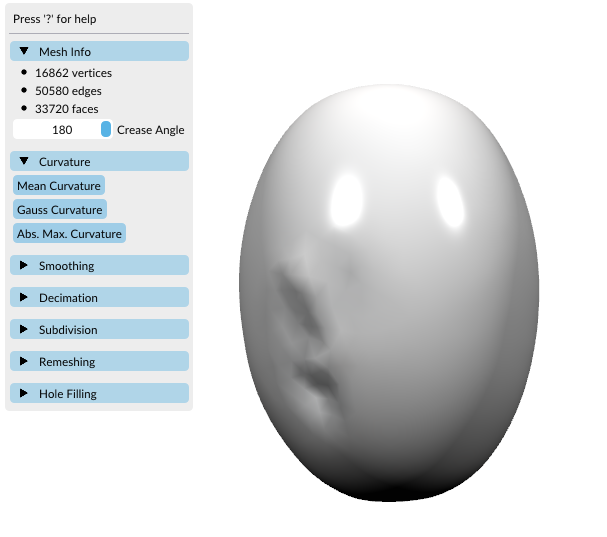 Press '?' for help
Mesh Info
16862 vertices
50580 edges
33720 faces
180 Crease Angle
Curvature
Mean Curvature
Gauss Curvature
Abs. Max. Curvature
Smoothing
Decimation
Subdivision
Remeshing
Hole Filling